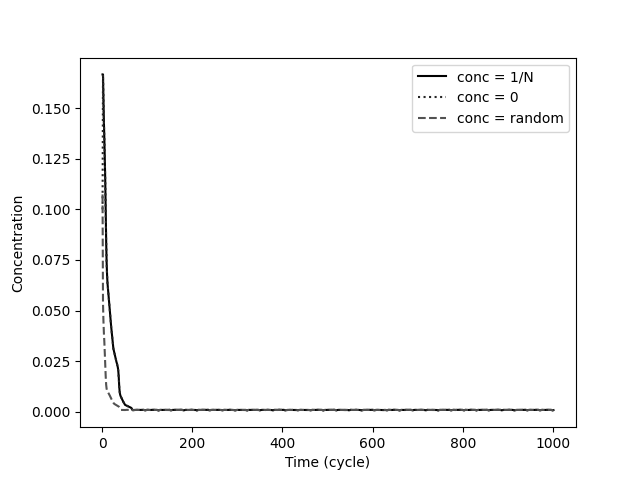 conc = 1/N
conc = 0
conc = random
0.150
0.125
0.100
0.075
0.050
0.025
0.000
Concentration
0 200 400 600 800 1000
Time (cycle)